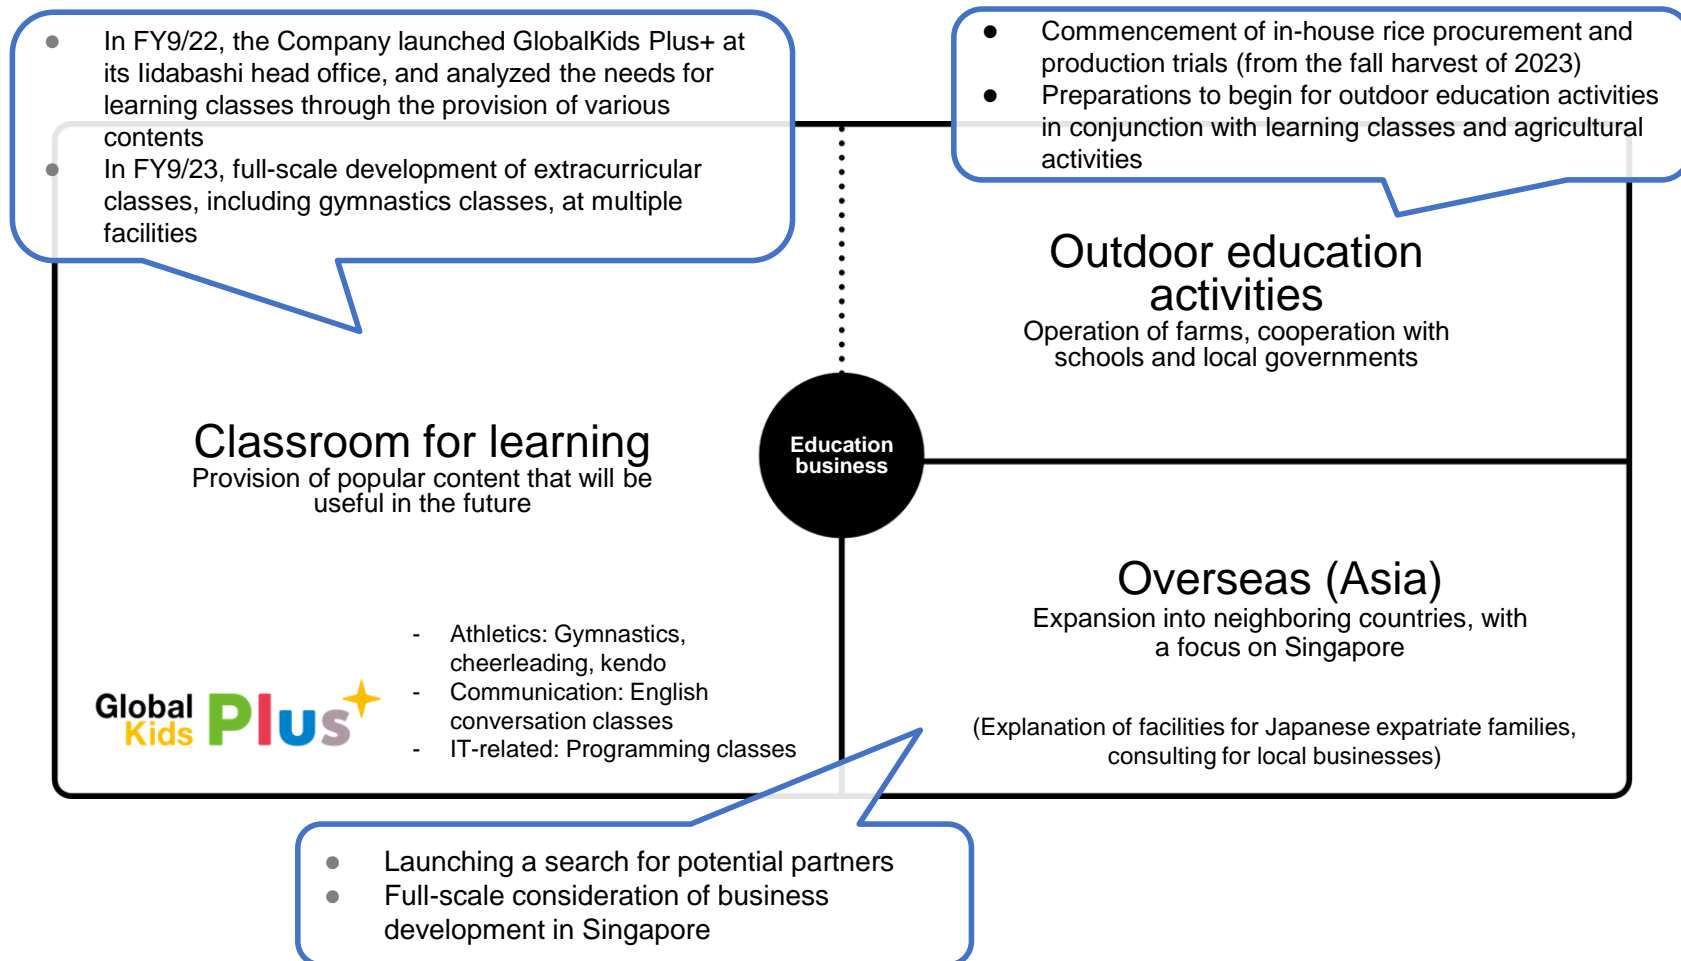 ● In FY9/22, the Company launched GlobalKids Plus+ at
its Iidabashi head office, and analyzed the needs for
learning classes through the provision of various
contents
● In FY9/23, full-scale development of extracurricular
classes, including gymnastics classes, at multiple
facilities
● Commencement of in-house rice procurement and
production trials (from the fall harvest of 2023)
● Preparations to begin for outdoor education activities
in conjunction with learning classes and agricultural
activities
Outdoor education
activities
Operation of farms, cooperation with
schools and local governments
Classroom for learning
Provision of popular content that will be
useful in the future
Education
business
Overseas (Asia)
Expansion into neighboring countries, with
a focus on Singapore
(Explanation of facilities for Japanese expatriate families,
consulting for local businesses)
Global
Kids
Plus
- Athletics: Gymnastics,
cheerleading, kendo
- Communication: English
conversation classes
- IT-related: Programming classes
● Launching a search for potential partners
● Full-scale consideration of business
development in Singapore